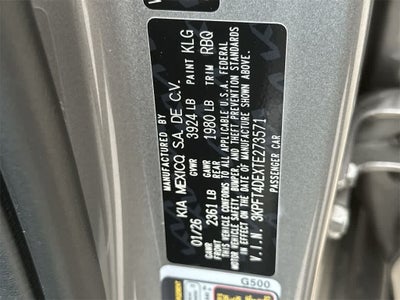 MANUFACTURED BY
KIA MEXICO, S.A. DE C.V.
01/26 GVWR 3924 LB PAINT KLG
GAWR FRONT 2361 LB GAWR REAR 1980 LB TRIM RBQ
THIS VEHICLE CONFORMS TO ALL APPLICABLE U.S.A. FEDERAL
MOTOR VEHICLE SAFETY, BUMPER, AND THEFT PREVENTION STANDARDS
IN EFFECT ON THE DATE OF MANUFACTURE SHOWN ABOVE.
V.I.N. 3KPFT4DEXTE273571
PASSENGER CAR
G500